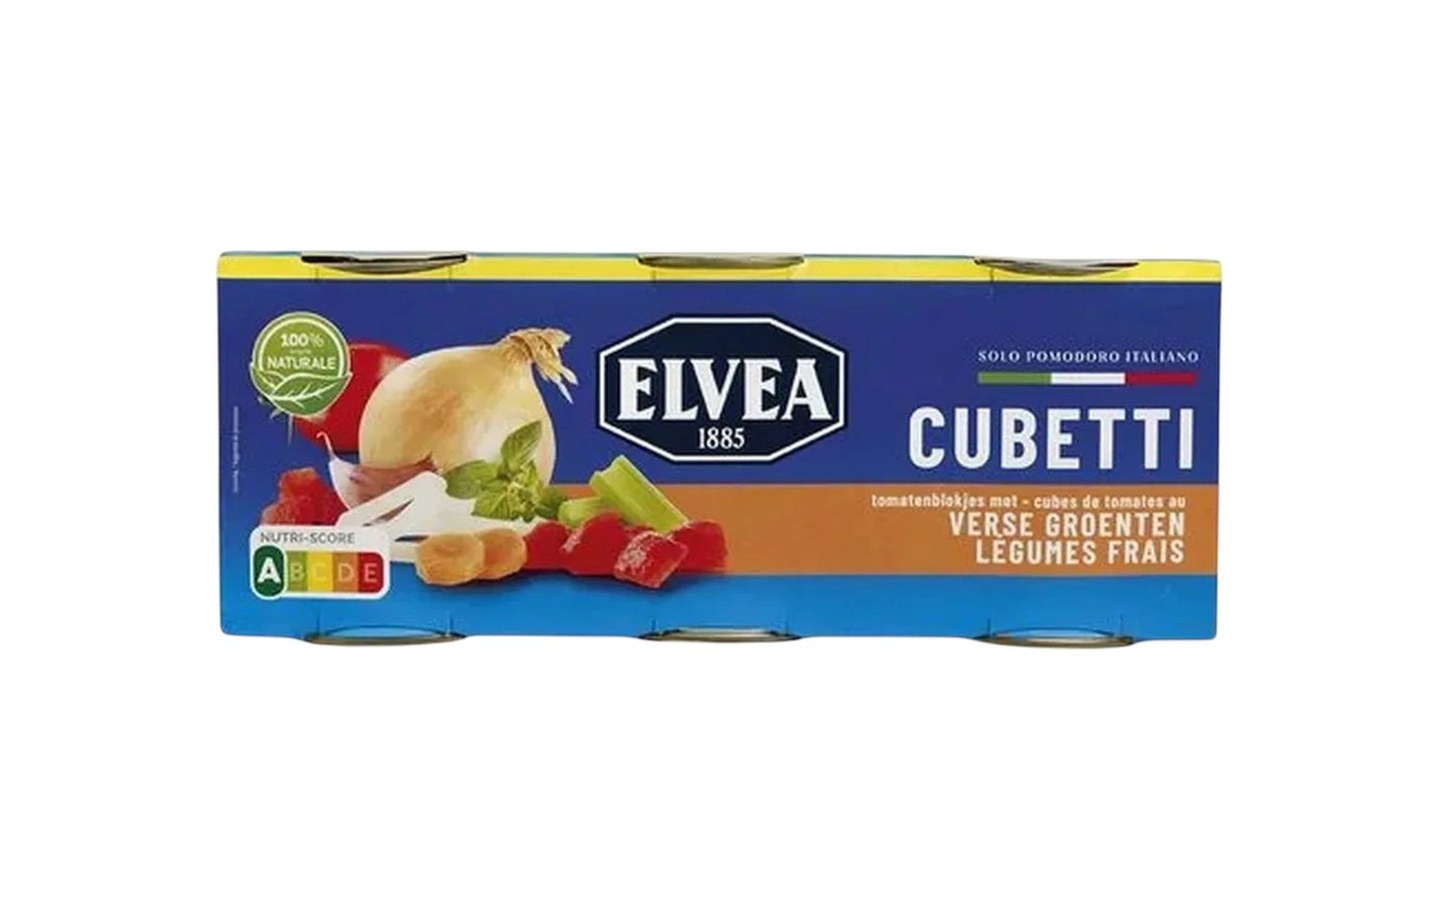 100%
NATURALE
ELVEA
1885
SOLO POMODORO ITALIANO
CUBETTI
tomatenblokjes met - cubes de tomates au
VERSE GROENTEN
LÉGUMES FRAIS
NUTRI-SCORE
A B C D E